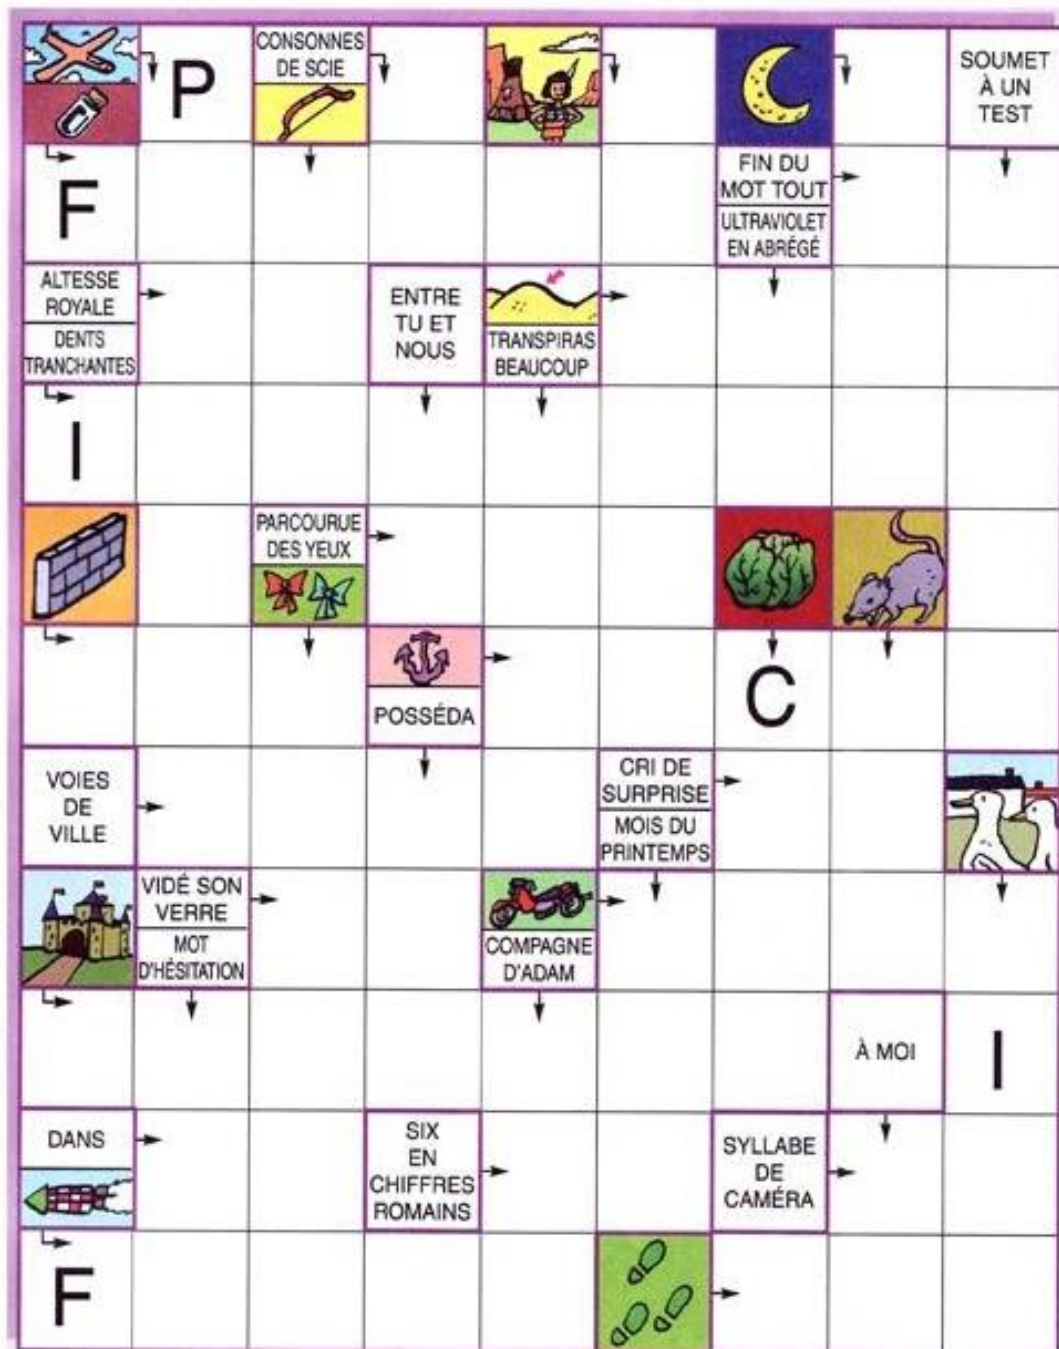 P
CONSONNES
DE SCIE
SOUMET
À UN
TEST
F
FIN DU
MOT TOUT
ULTRAVIOLET
EN ABRÉGÉ
ALTESSE
ROYALE
DENTS
TRANCHANTES
ENTRE
TU ET
NOUS
TRANSPIRAS
BEAUCOUP
I
PARCOURUE
DES YEUX
POSSÉDA
C
VOIES
DE
VILLE
CRI DE
SURPRISE
MOIS DU
PRINTEMPS
VIDÉ SON
VERRE
MOT
D'HÉSITATION
COMPAGNE
D'ADAM
À MOI
I
DANS
SIX
EN
CHIFFRES
ROMAINS
SYLLABE
DE
CAMÉRA
F